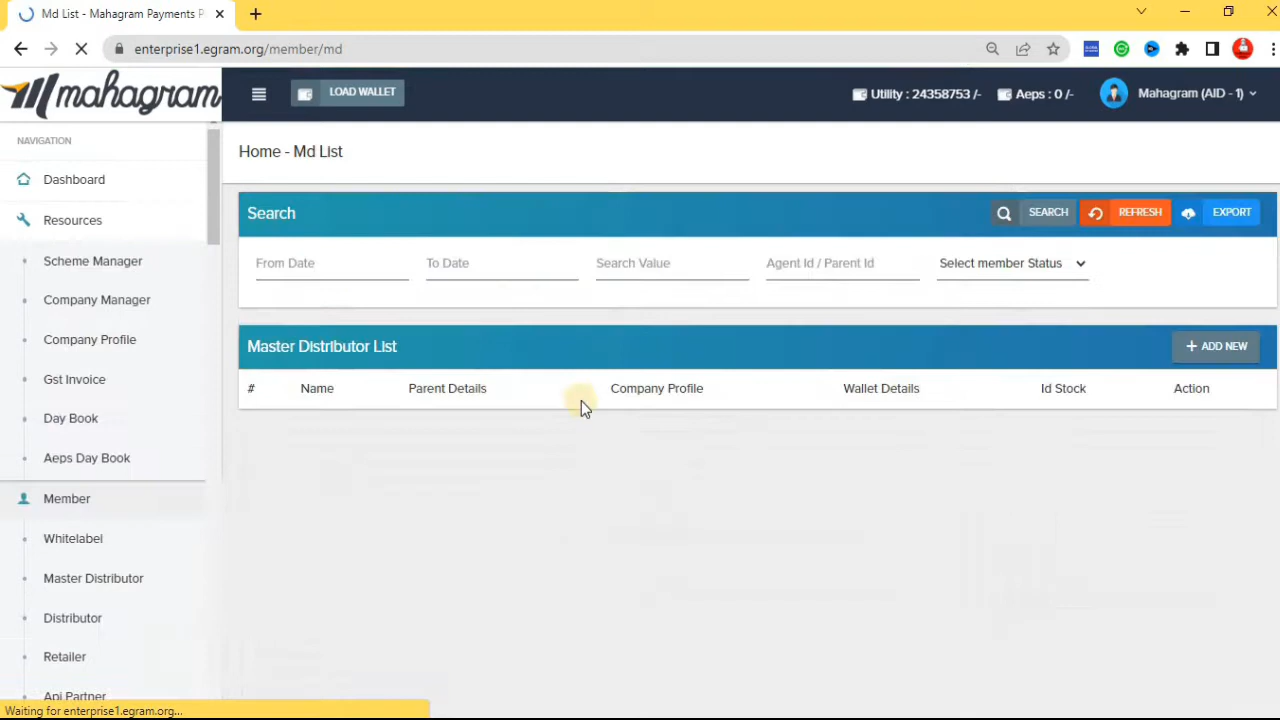 Md List - Mahagram Payments P
enterprise1.egram.org/member/md
mahagram
LOAD WALLET
Utility : 24358753 /-
Aeps : 0 /-
Mahagram (AID - 1)
NAVIGATION
Dashboard
Resources
Scheme Manager
Company Manager
Company Profile
Gst Invoice
Day Book
Aeps Day Book
Member
Whitelabel
Master Distributor
Distributor
Retailer
Api Partner
Home - Md List
Search
SEARCH
REFRESH
EXPORT
From Date
To Date
Search Value
Agent Id / Parent Id
Select member Status
Master Distributor List
+ ADD NEW
# Name Parent Details Company Profile Wallet Details Id Stock Action
Waiting for enterprise1.egram.org...